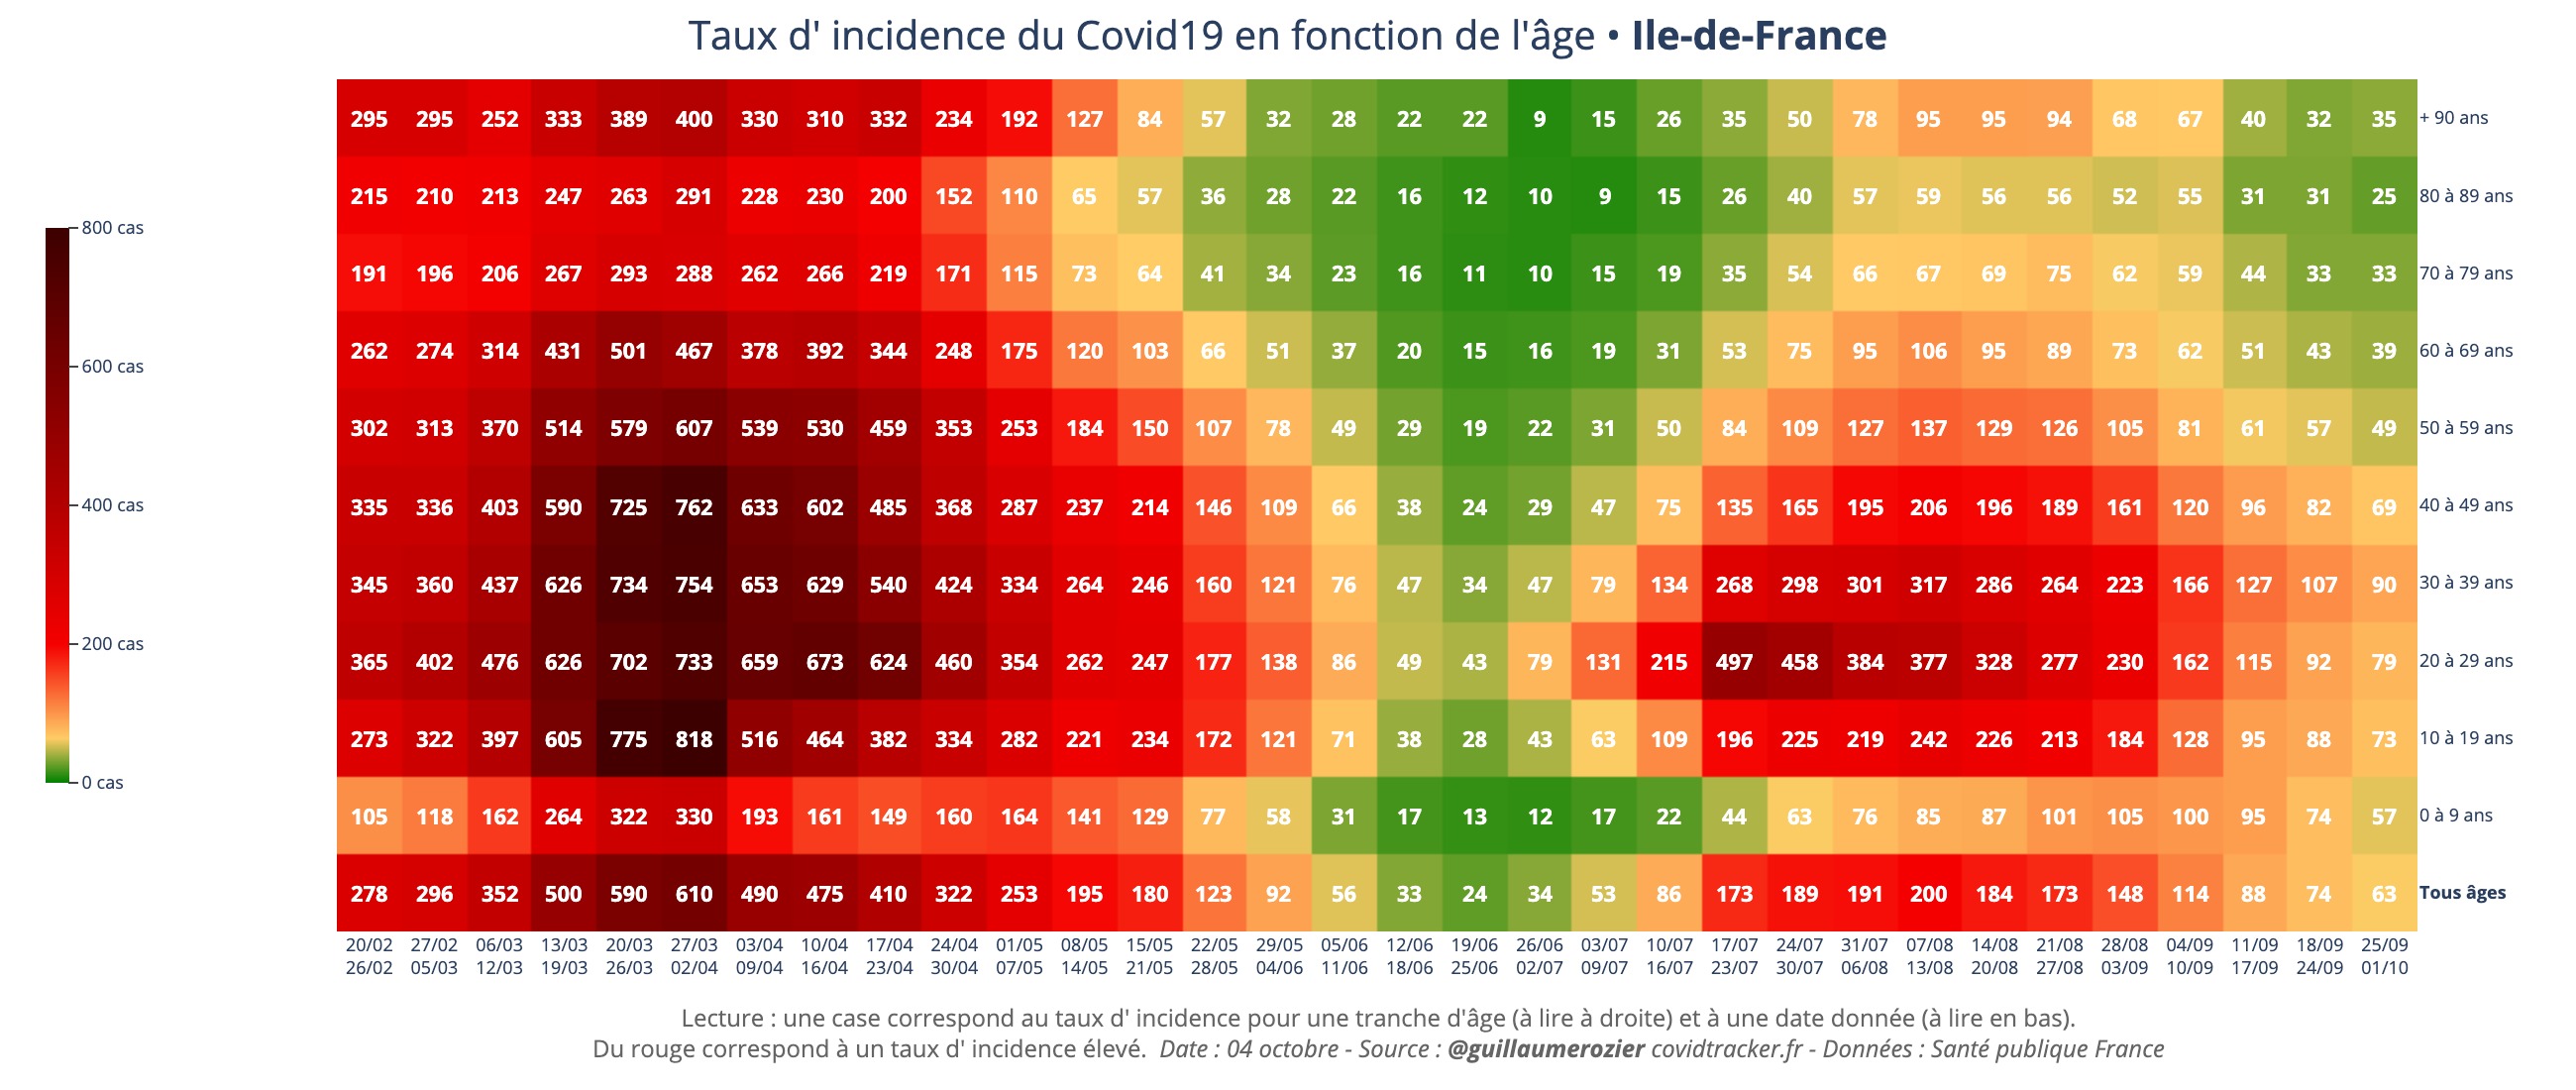 Taux d' incidence du Covid19 en fonction de l'âge • Ile-de-France
800 cas
600 cas
400 cas
200 cas
0 cas
295 295 252 333 389 400 330 310 332 234 192 127 84 57 32 28 22 22 9 15 26 35 50 78 95 95 94 68 67 40 32 35 + 90 ans
215 210 213 247 263 291 228 230 200 152 110 65 57 36 28 22 16 12 10 9 15 26 40 57 59 56 56 52 55 31 31 25 80 à 89 ans
191 196 206 267 293 288 262 266 219 171 115 73 64 41 34 23 16 11 10 15 19 35 54 66 67 69 75 62 59 44 33 33 70 à 79 ans
262 274 314 431 501 467 378 392 344 248 175 120 103 66 51 37 20 15 16 19 31 53 75 95 106 95 89 73 62 51 43 39 60 à 69 ans
302 313 370 514 579 607 539 530 459 353 253 184 150 107 78 49 29 19 22 31 50 84 109 127 137 129 126 105 81 61 57 49 50 à 59 ans
335 336 403 590 725 762 633 602 485 368 287 237 214 146 109 66 38 24 29 47 75 135 165 195 206 196 189 161 120 96 82 69 40 à 49 ans
345 360 437 626 734 754 653 629 540 424 334 264 246 160 121 76 47 34 47 79 134 268 298 301 317 286 264 223 166 127 107 90 30 à 39 ans
365 402 476 626 702 733 659 673 624 460 354 262 247 177 138 86 49 43 79 131 215 497 458 384 377 328 277 230 162 115 92 79 20 à 29 ans
273 322 397 605 775 818 516 464 382 334 282 221 234 172 121 71 38 28 43 63 109 196 225 219 242 226 213 184 128 95 88 73 10 à 19 ans
105 118 162 264 322 330 193 161 149 160 164 141 129 77 58 31 17 13 12 17 22 44 63 76 85 87 101 105 100 95 74 57 0 à 9 ans
278 296 352 500 590 610 490 475 410 322 253 195 180 123 92 56 33 24 34 53 86 173 189 191 200 184 173 148 114 88 74 63 Tous âges
20/02 27/02 06/03 13/03 20/03 27/03 03/04 10/04 17/04 24/04 01/05 08/05 15/05 22/05 29/05 05/06 12/06 19/06 26/06 03/07 10/07 17/07 24/07 31/07 07/08 14/08 21/08 28/08 04/09 11/09 18/09 25/09
26/02 05/03 12/03 19/03 26/03 02/04 09/04 16/04 23/04 30/04 07/05 14/05 21/05 28/05 04/06 11/06 18/06 25/06 02/07 09/07 16/07 23/07 30/07 06/08 13/08 20/08 27/08 03/09 10/09 17/09 24/09 01/10
Lecture : une case correspond au taux d' incidence pour une tranche d'âge (à lire à droite) et à une date donnée (à lire en bas).
Du rouge correspond à un taux d' incidence élevé. Date : 04 octobre - Source : @guillaumerozier covidtracker.fr - Données : Santé publique France